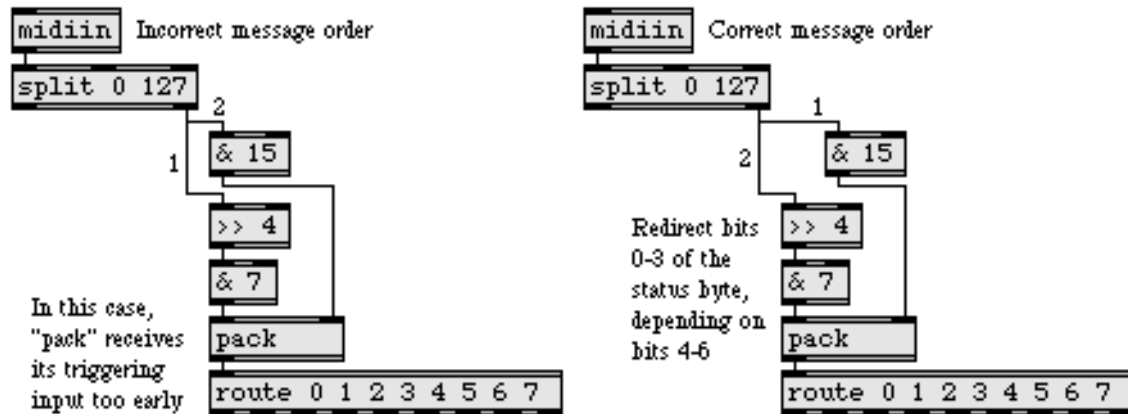 midiin
Incorrect message order
split 0 127
2
& 15
1
>> 4
& 7
In this case,
"pack" receives
its triggering
input too early
pack
route 0 1 2 3 4 5 6 7
midiin
Correct message order
split 0 127
1
& 15
2
>> 4
Redirect bits
0-3 of the
status byte,
depending on
bits 4-6
& 7
pack
route 0 1 2 3 4 5 6 7